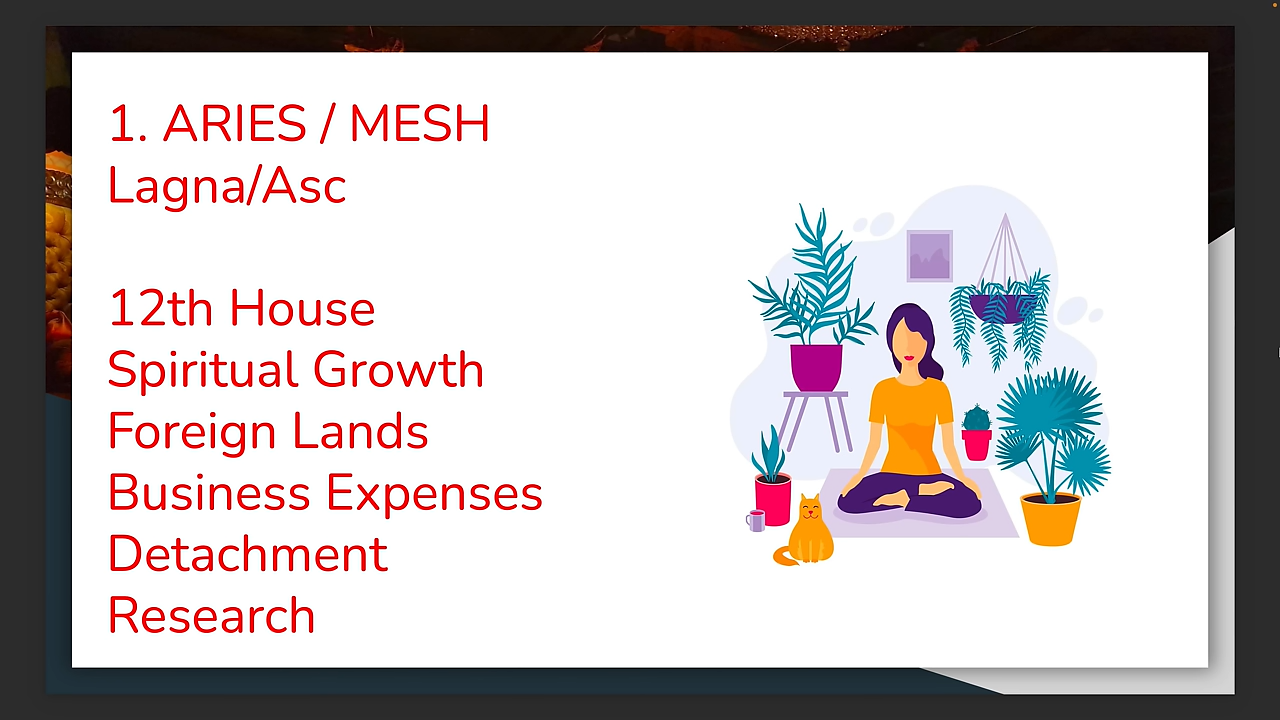 1. ARIES / MESH
Lagna/Asc
12th House
Spiritual Growth
Foreign Lands
Business Expenses
Detachment
Research